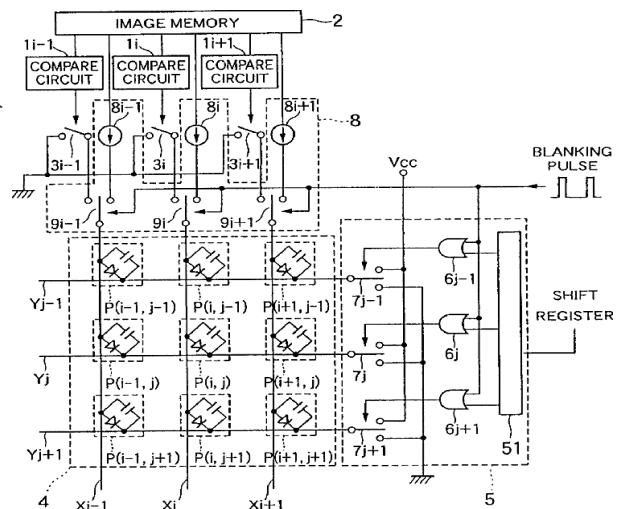 IMAGE MEMORY
2
1i-1
1i
1i+1
COMPARE CIRCUIT
COMPARE CIRCUIT
COMPARE CIRCUIT
8i-1
8i
8i+1
8
3i-1
3i
3i+1
Vcc
BLANKING PULSE
9i-1
9i
9i+1
Yj-1
P(i-1, j-1)
P(i, j-1)
P(i+1, j-1)
7j-1
6j-1
SHIFT REGISTER
Yj
P(i-1, j)
P(i, j)
P(i+1, j)
7j
6j
Yj+1
P(i-1, j+1)
P(i, j+1)
P(i+1, j+1)
7j+1
6j+1
51
4
Xi-1
Xi
Xi+1
5